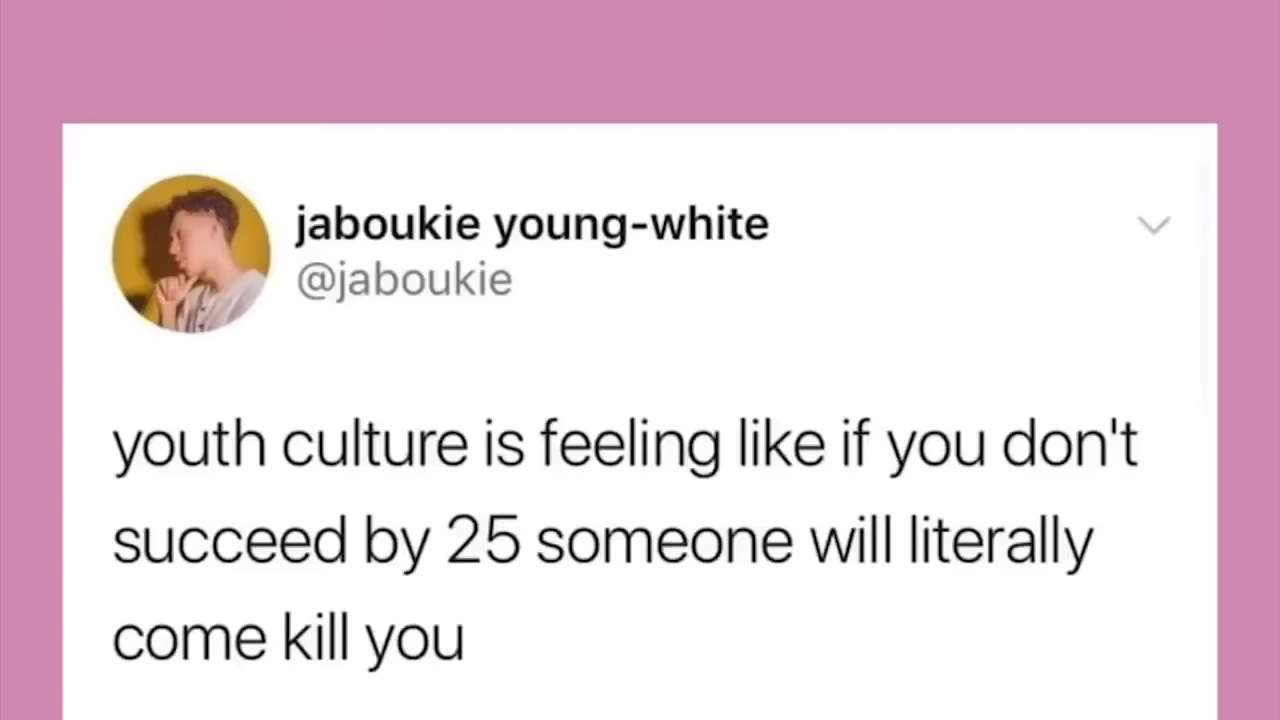 jaboukie young-white
@jaboukie
youth culture is feeling like if you don't
succeed by 25 someone will literally
come kill you